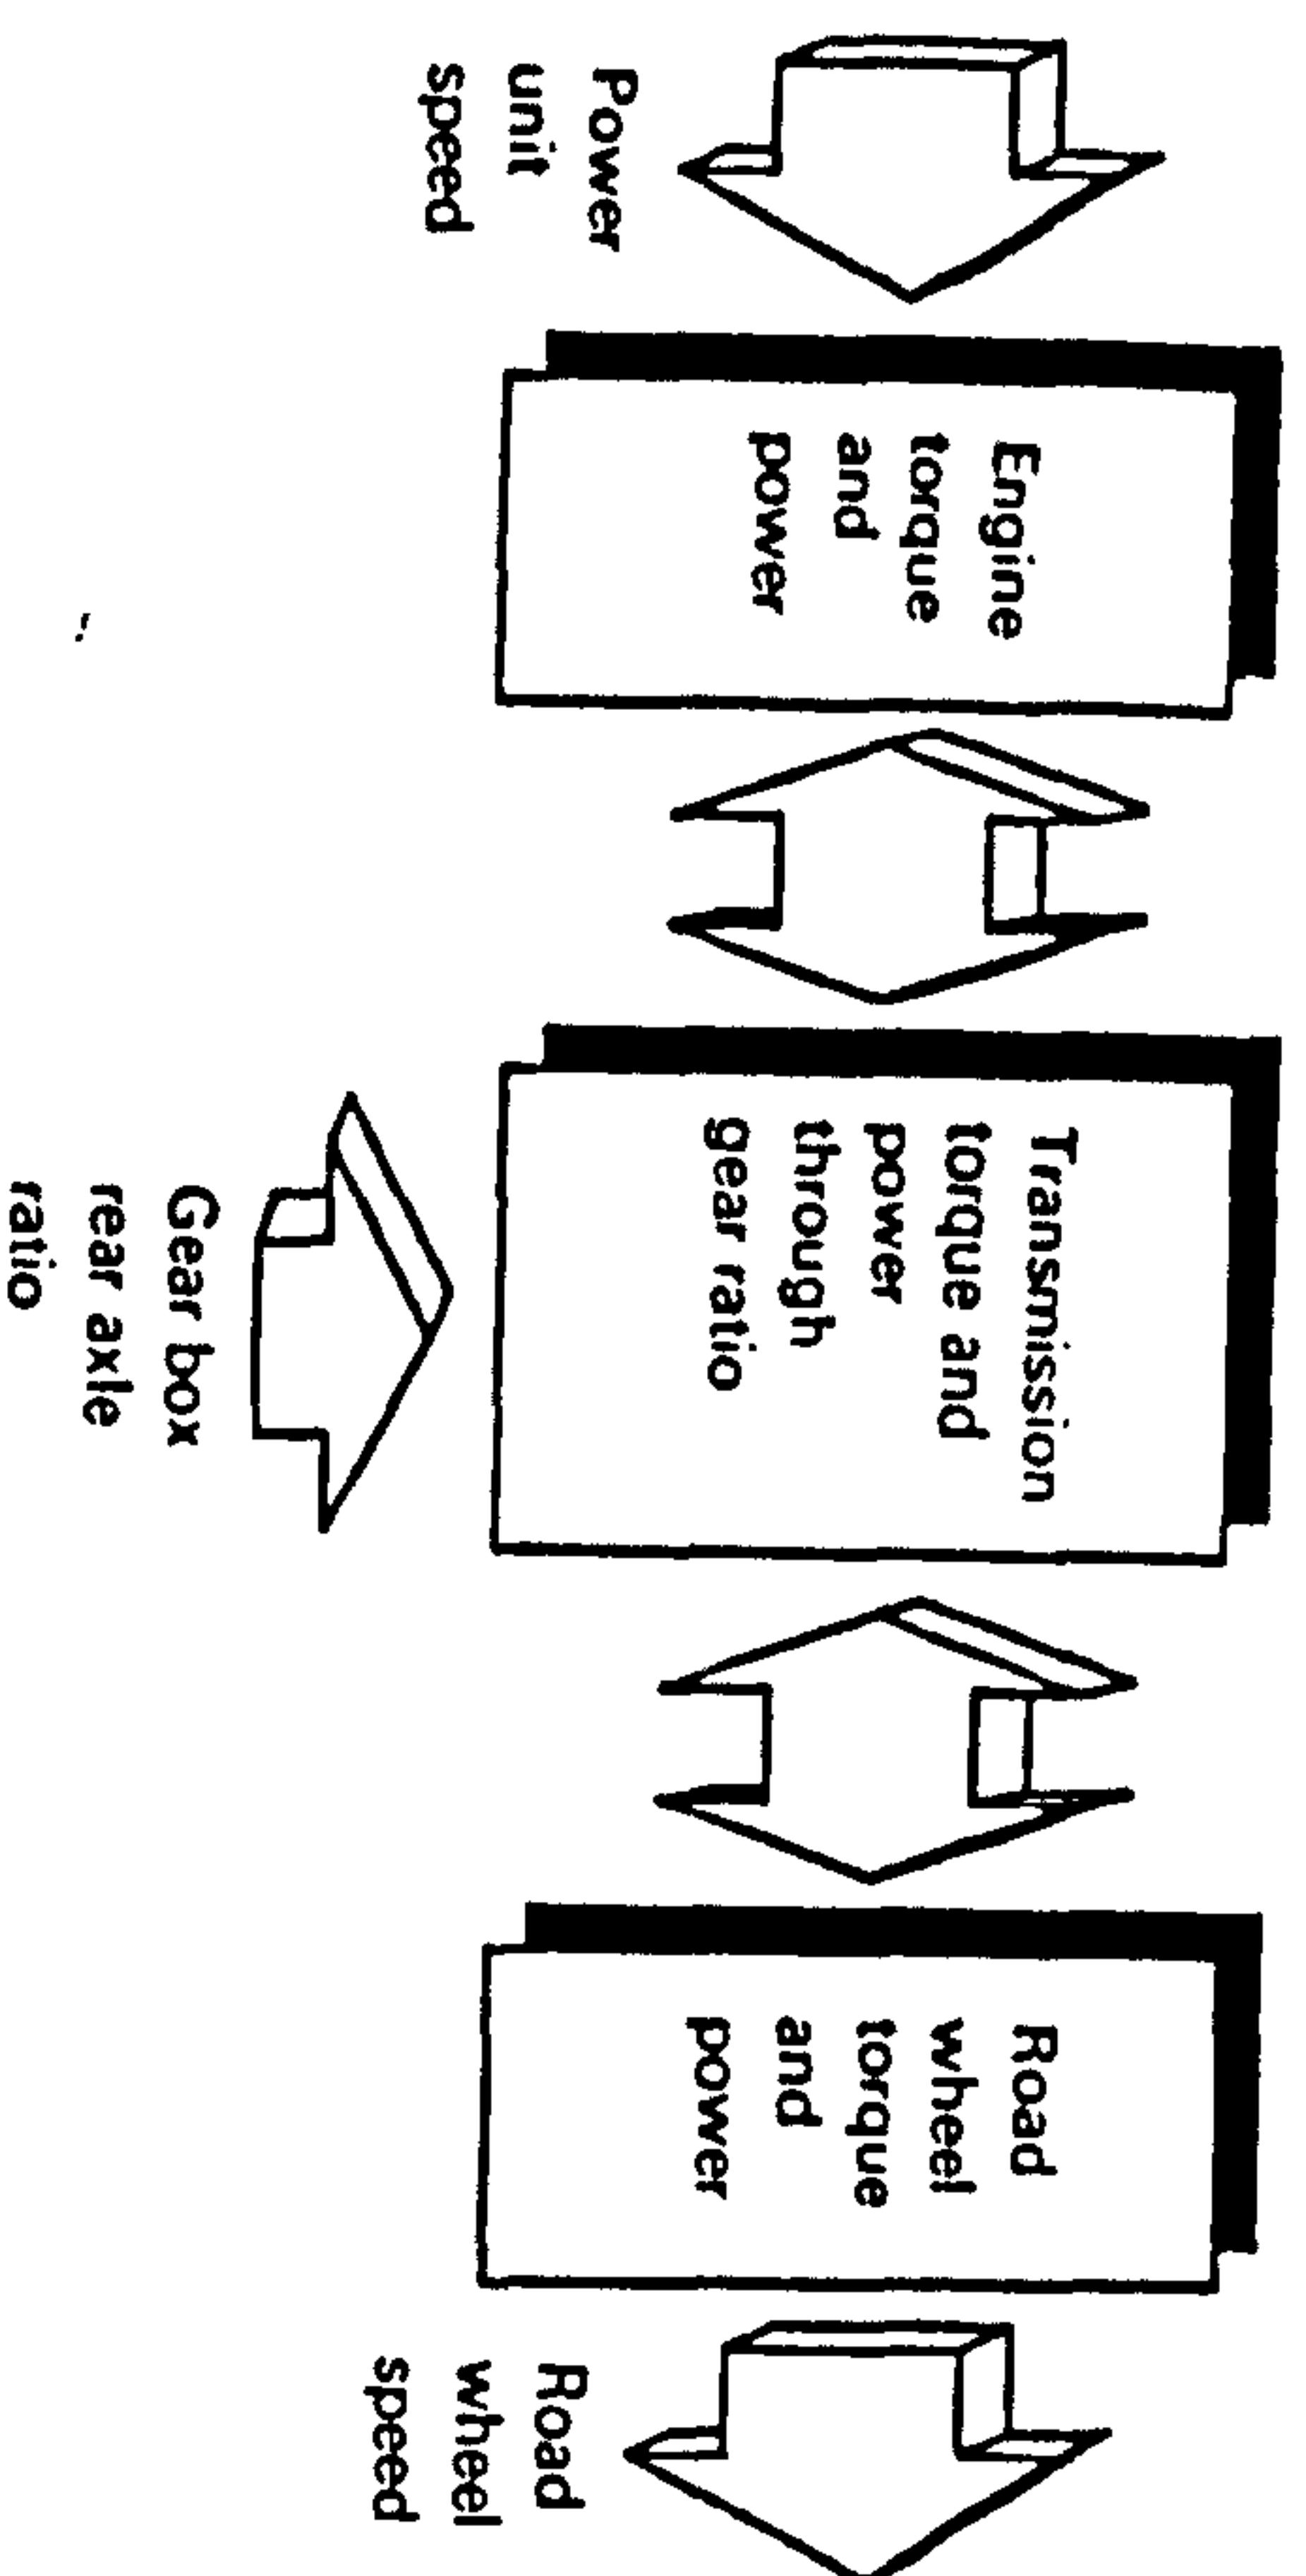 Power
unit
speed
Engine
torque
and
power
Transmission
torque and
power
through
gear ratio
Gear box
rear axle
ratio
Road
wheel
torque
and
power
Road
wheel
speed